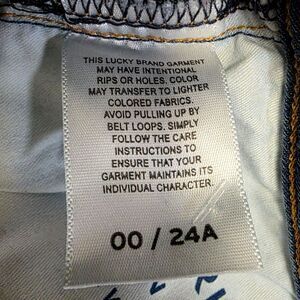 THIS LUCKY BRAND GARMENT
MAY HAVE INTENTIONAL
RIPS OR HOLES. COLOR
MAY TRANSFER TO LIGHTER
COLORED FABRICS.
AVOID PULLING UP BY
BELT LOOPS. SIMPLY
FOLLOW THE CARE
INSTRUCTIONS TO
ENSURE THAT YOUR
GARMENT MAINTAINS ITS
INDIVIDUAL CHARACTER.
00 / 24A